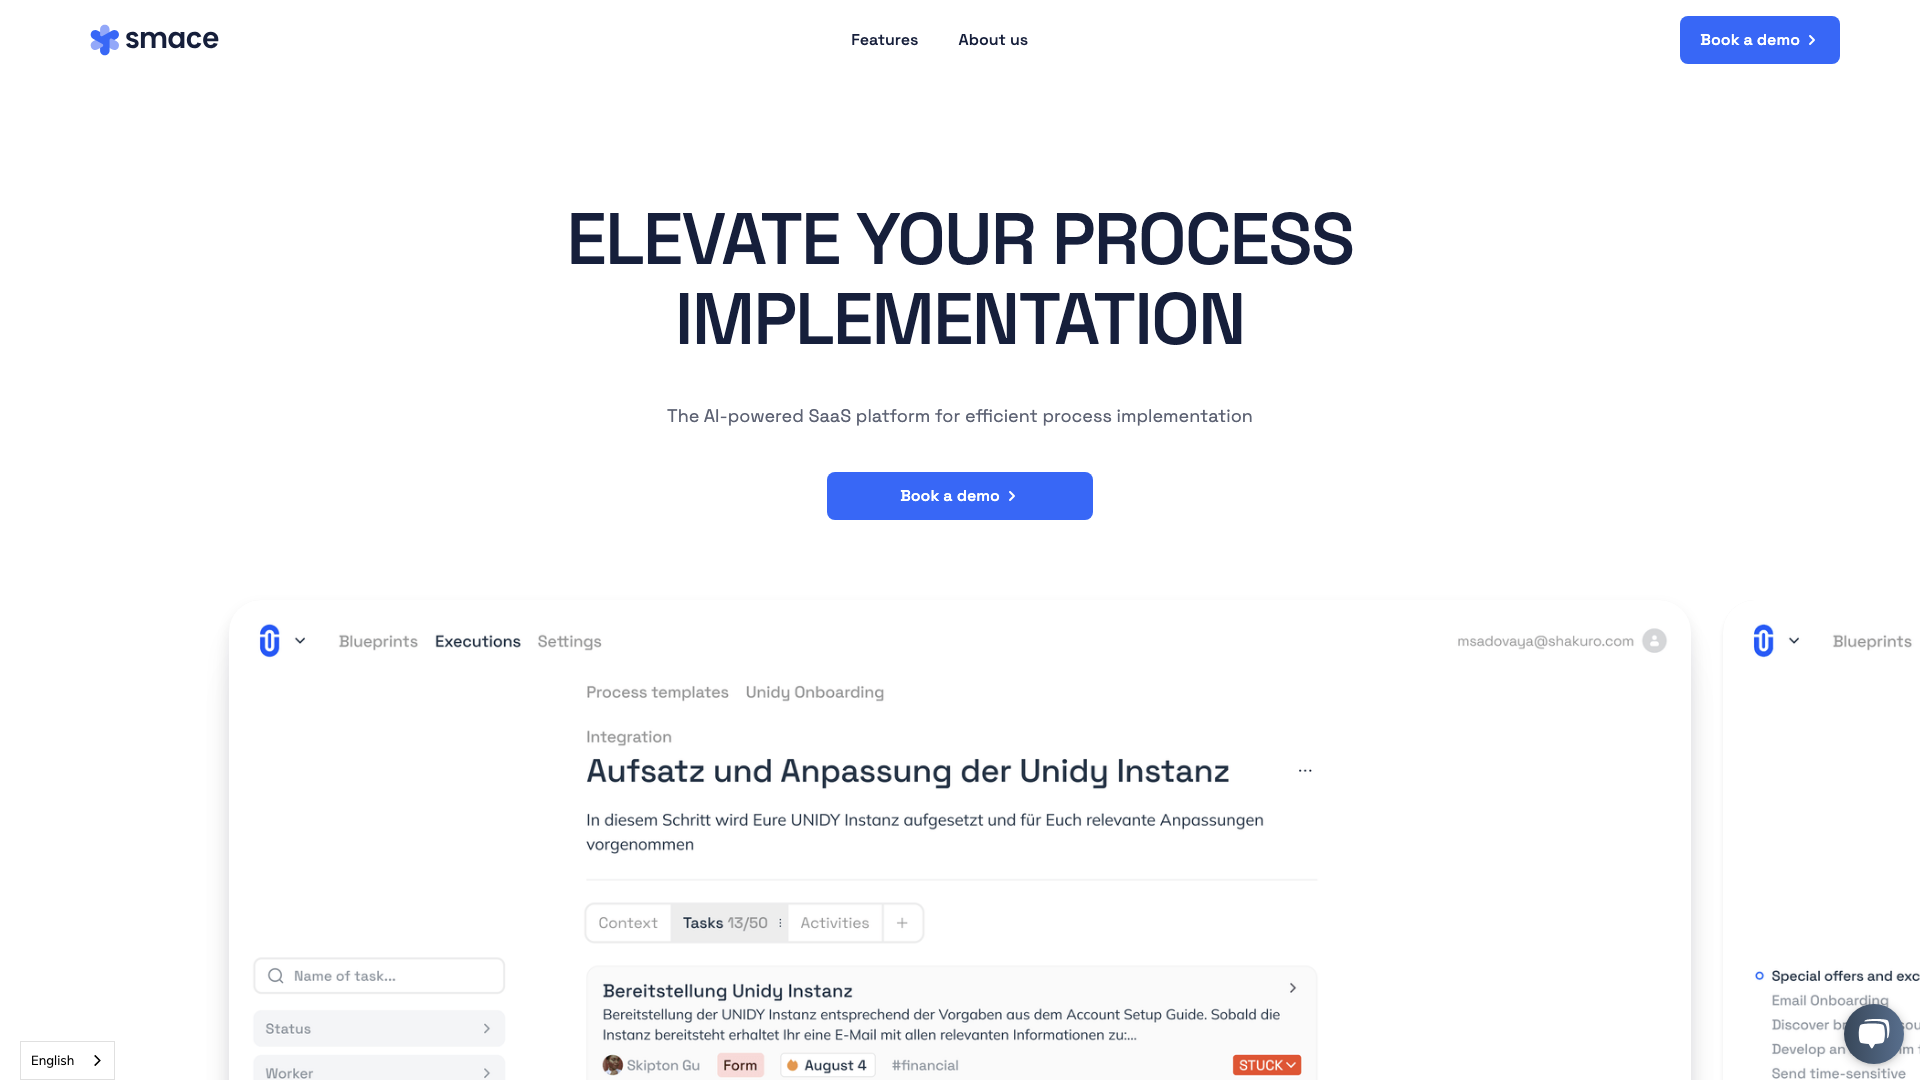 smace
Features
About us
Book a demo
ELEVATE YOUR PROCESS
IMPLEMENTATION
The AI-powered SaaS platform for efficient process implementation
Book a demo
Blueprints
Executions
Settings
msadovaya@shakuro.com
Blueprints
Process templates
Unidy Onboarding
Integration
Aufsatz und Anpassung der Unidy Instanz
In diesem Schritt wird Eure UNIDY Instanz aufgesetzt und für Euch relevante Anpassungen
vorgenommen
Context
Tasks 13/50
Activities
Name of task...
Status
Worker
Bereitstellung Unidy Instanz
Bereitstellung der UNIDY Instanz entsprechend der Vorgaben aus dem Account Setup Guide. Sobald die
Instanz bereitsteht erhaltet Ihr eine E-Mail mit allen relevanten Informationen zu:...
Skipton Gu
Form
August 4
#financial
STUCK
Special offers and
Email Onboarding
Discover
Develop an
Send time-sensitive
English